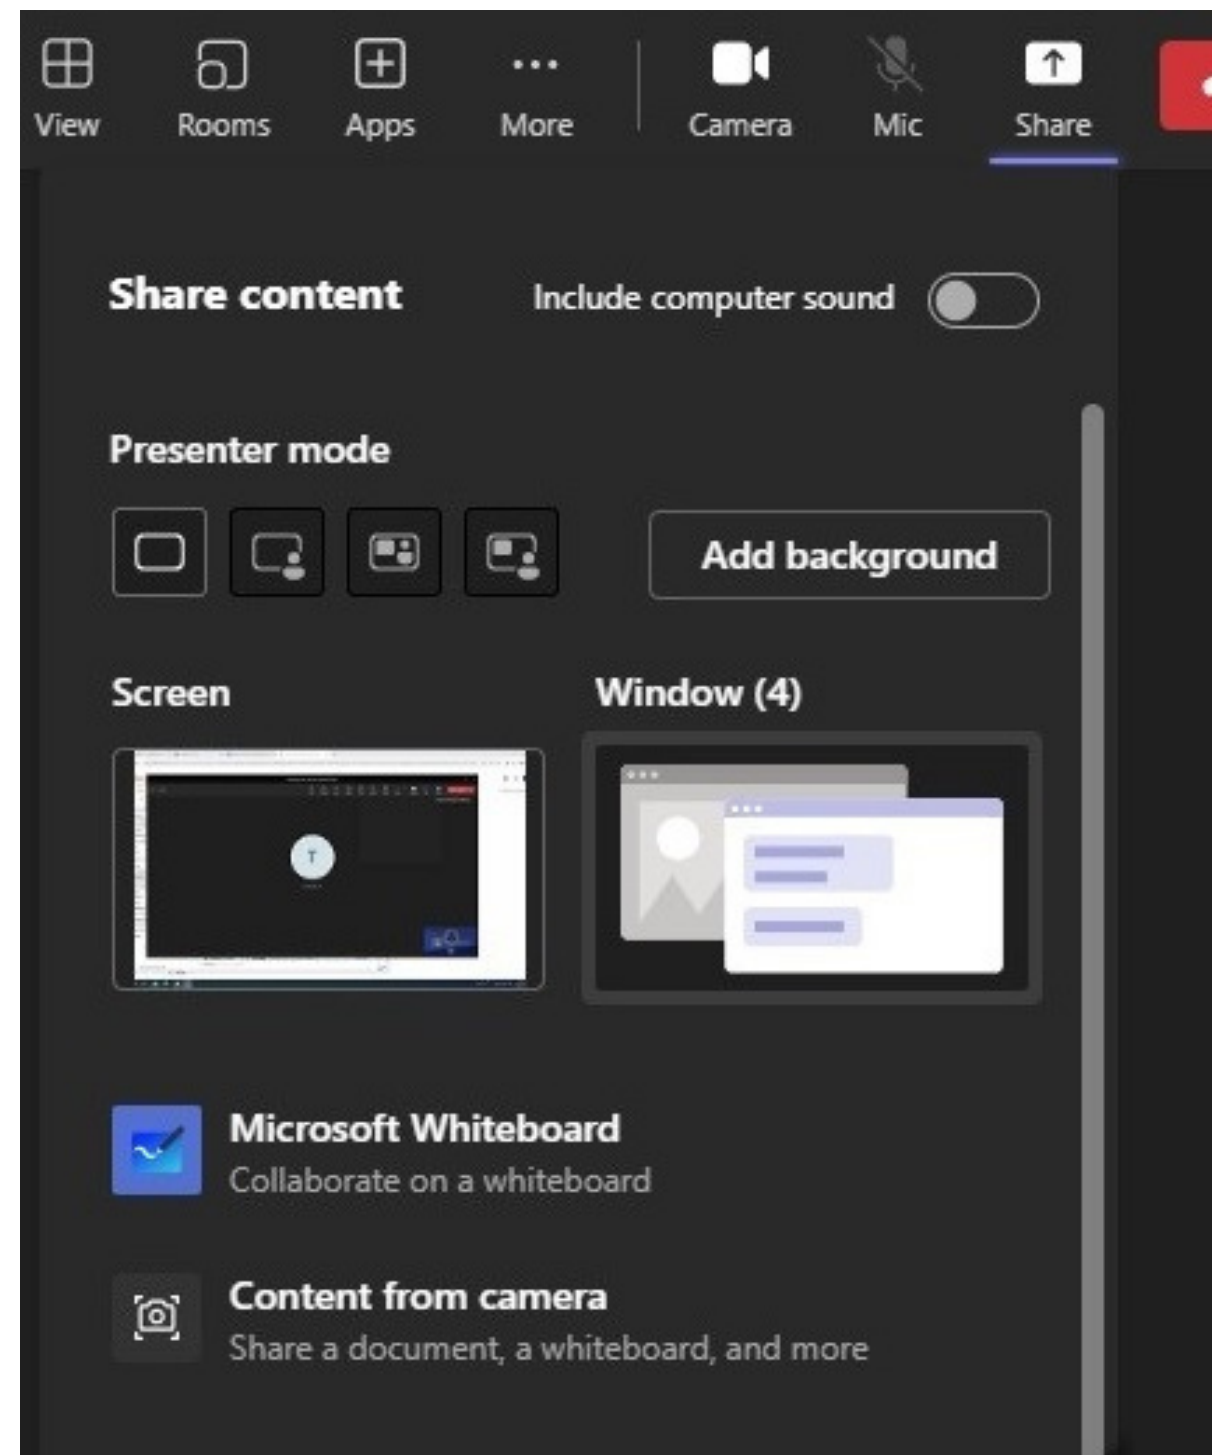 View Rooms Apps More Camera Mic Share
Share content Include computer sound
Presenter mode
Add background
Screen Window (4)
T
Microsoft Whiteboard
Collaborate on a whiteboard
Content from camera
Share a document, a whiteboard, and more